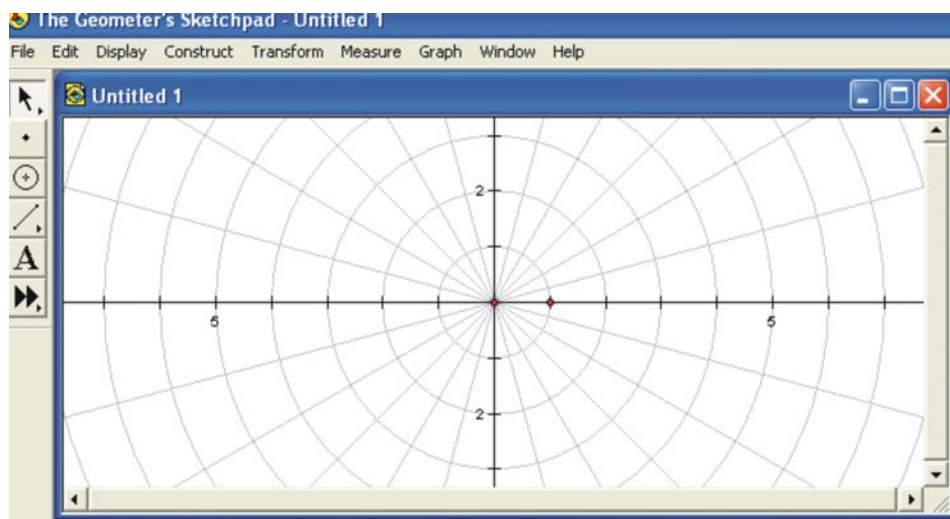 The Geometer's Sketchpad - Untitled 1
File Edit Display Construct Transform Measure Graph Window Help
Untitled 1
A
2
5 5
2